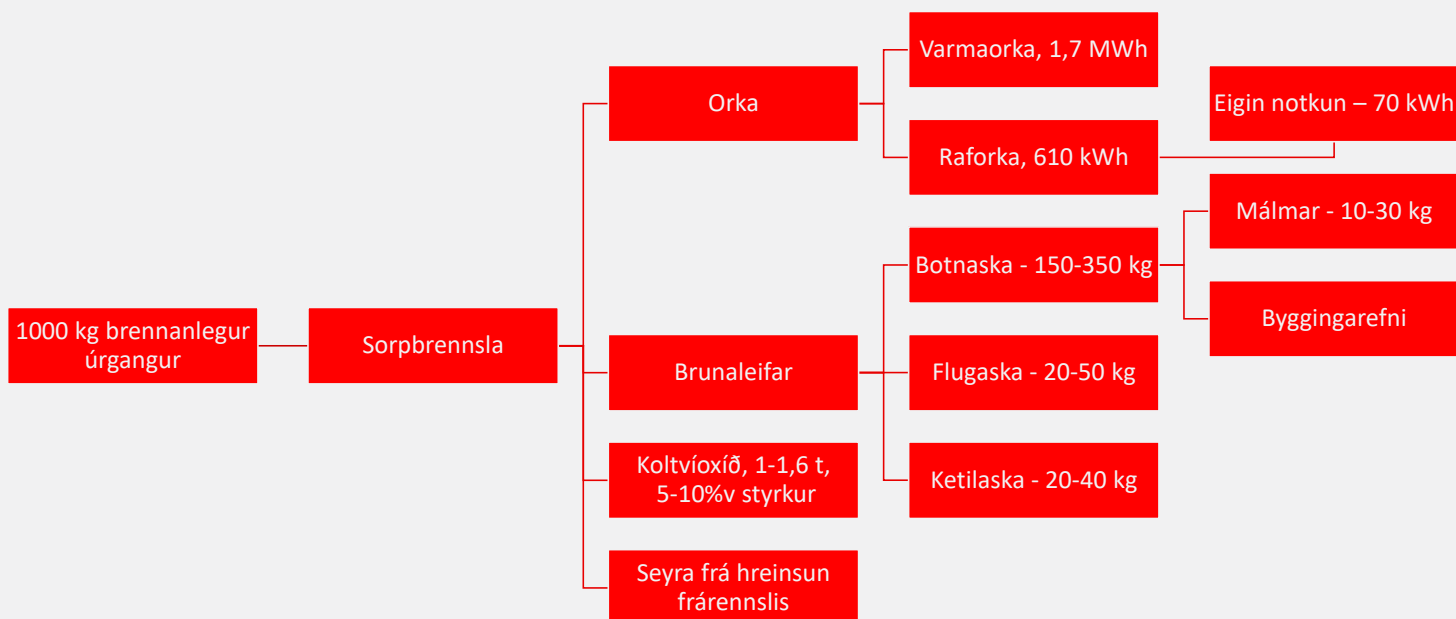 1000 kg brennanlegur
úrgangur
Sorpbrennsla
Orka
Varmaorka, 1,7 MWh
Raforka, 610 kWh
Eigin notkun – 70 kWh
Brunaleifar
Botnaska - 150-350 kg
Málmar - 10-30 kg
Byggingarefni
Flugaska - 20-50 kg
Ketilaska - 20-40 kg
Koltvíoxíð, 1-1,6 t,
5-10%v styrkur
Seyra frá hreinsun
frárennslis